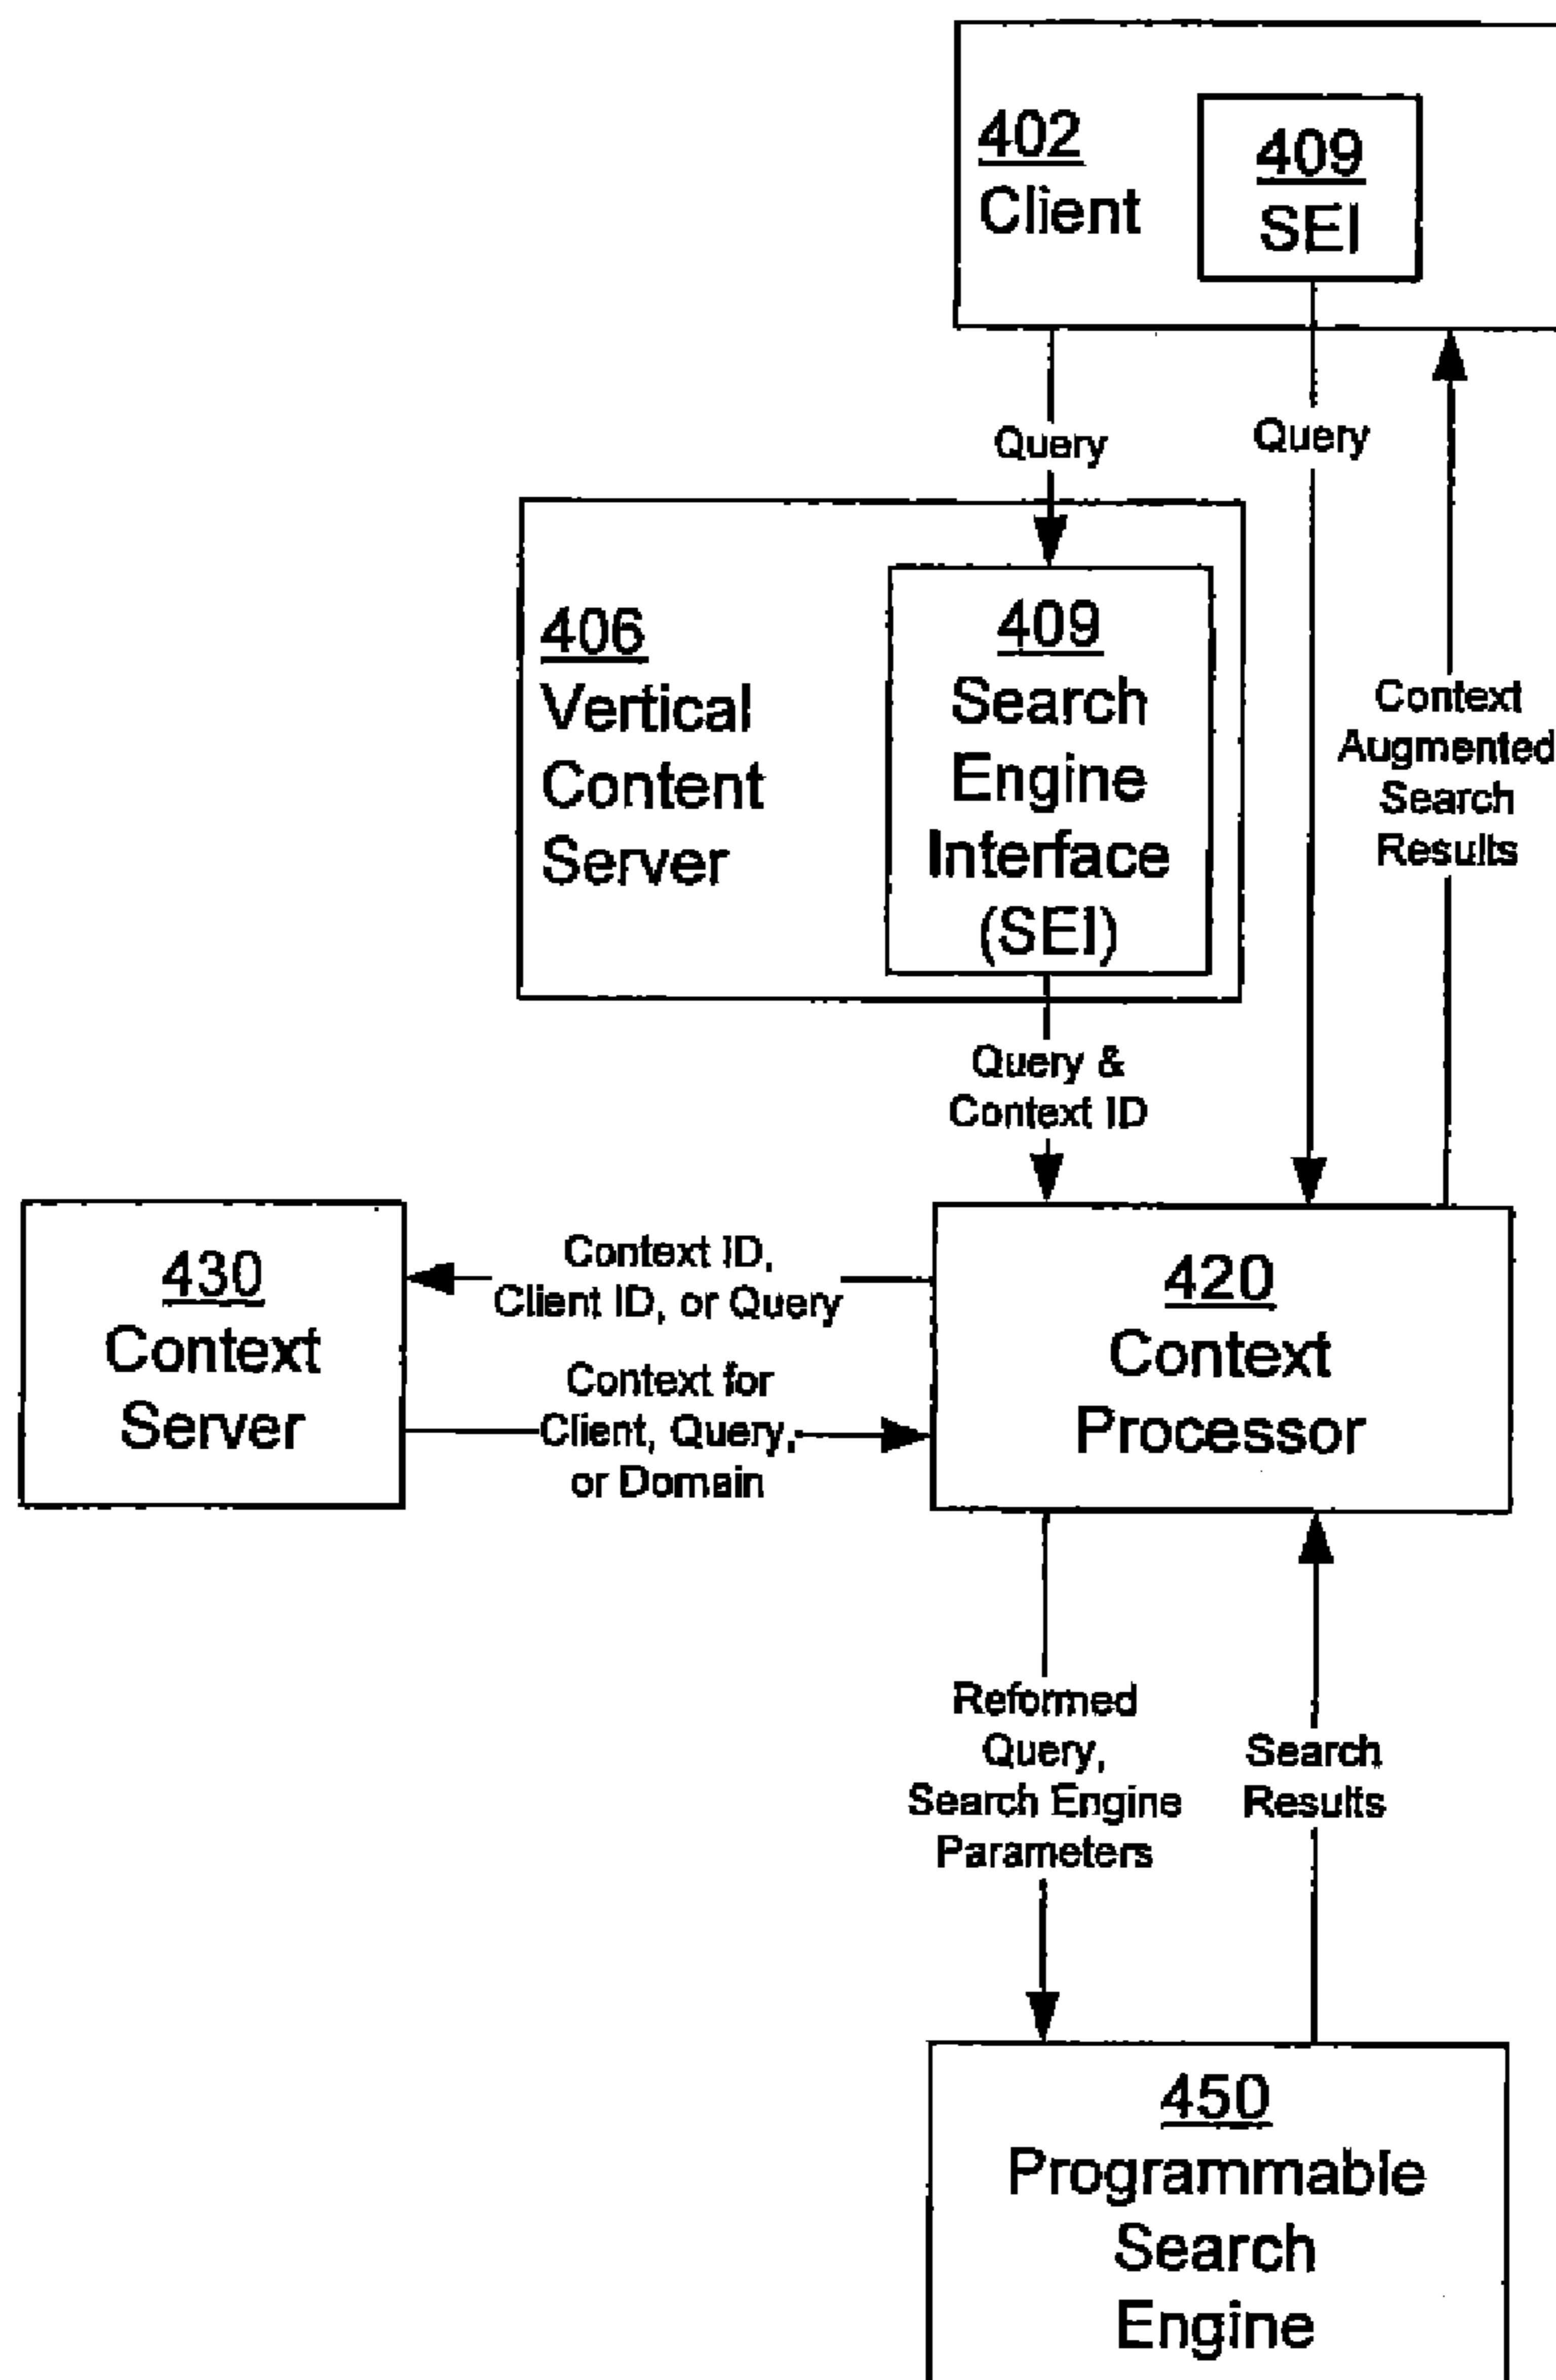 402
Client
409
SEI
Query
Query
406
Vertical
Content
Server
409
Search
Engine
Interface
(SEI)
Context
Augmented
Search
Results
Query &
Context ID
430
Context
Server
Context ID,
Client ID, or Query
Context for
Client, Query,
or Domain
420
Context
Processor
Reformed
Query,
Search Engine
Parameters
Search
Results
450
Programmable
Search
Engine